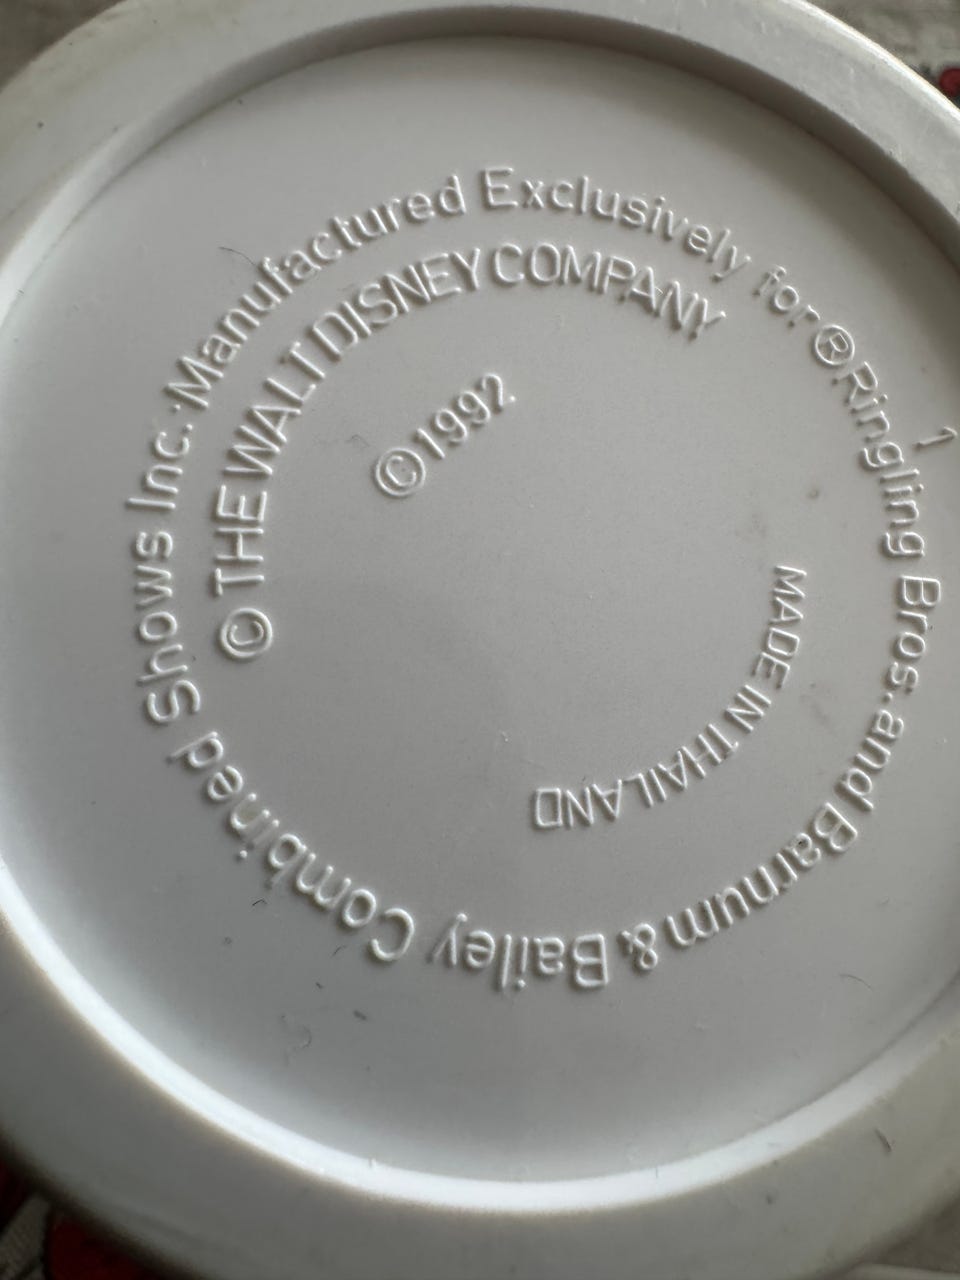 Manufactured Exclusively for ® Ringling Bros. and Barnum & Bailey Combined Shows Inc.
© THE WALT DISNEY COMPANY
© 1992
MADE IN THAILAND
1